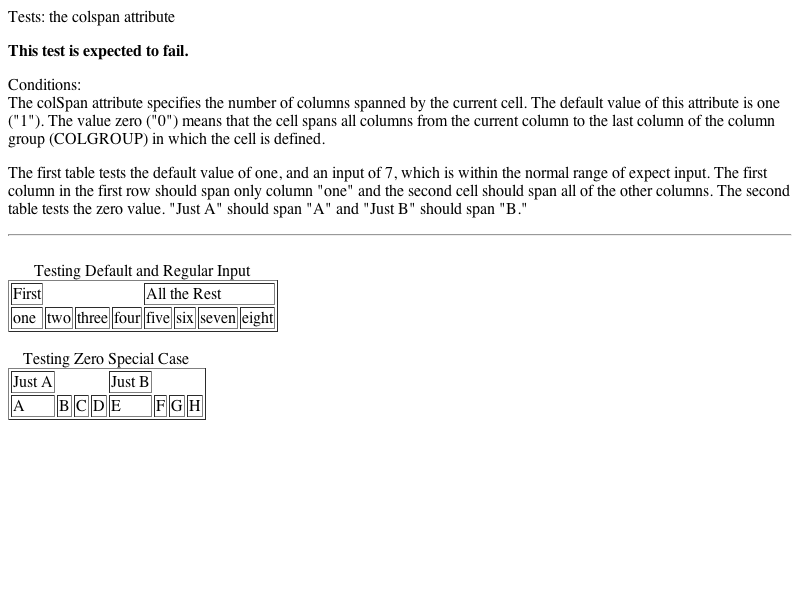 Tests: the colspan attribute
This test is expected to fail.
Conditions:
The colSpan attribute specifies the number of columns spanned by the current cell. The default value of this attribute is one
("1"). The value zero ("0") means that the cell spans all columns from the current column to the last column of the column
group (COLGROUP) in which the cell is defined.
The first table tests the default value of one, and an input of 7, which is within the normal range of expect input. The first
column in the first row should span only column "one" and the second cell should span all of the other columns. The second
table tests the zero value. "Just A" should span "A" and "Just B" should span "B."
Testing Default and Regular Input
First All the Rest
one two three four five six seven eight
Testing Zero Special Case
Just A Just B
A B C D E F G H